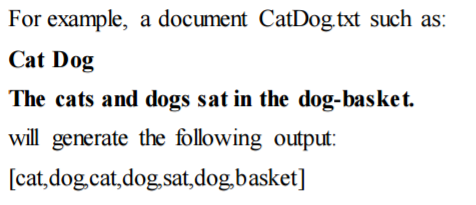 For example, a document CatDog.txt such as:
Cat Dog
The cats and dogs sat in the dog-basket.
will generate the following output:
[cat,dog,cat,dog,sat,dog,basket]